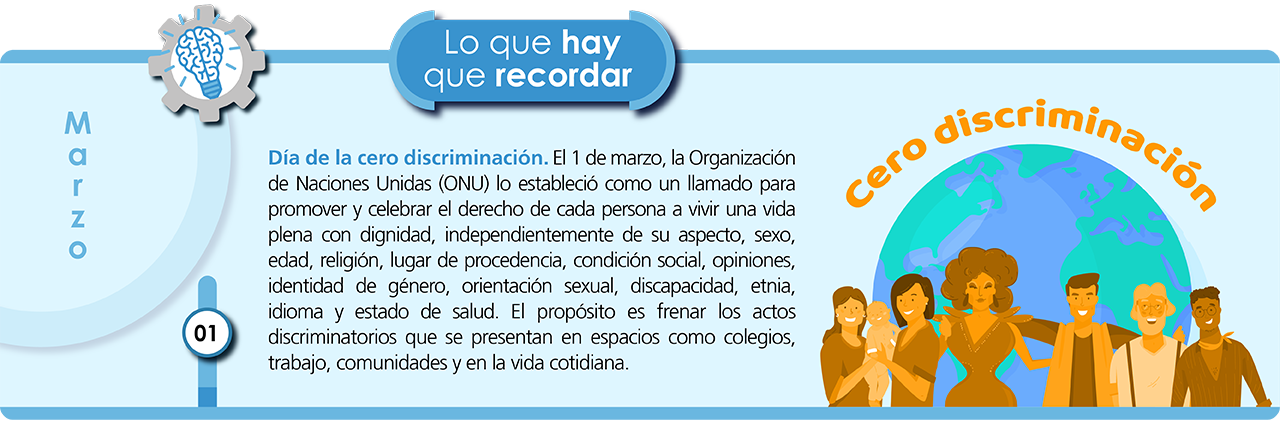 Lo que hay
que recordar
Marzo
01
Día de la cero discriminación. El 1 de marzo, la Organización
de Naciones Unidas (ONU) lo estableció como un llamado para
promover y celebrar el derecho de cada persona a vivir una vida
plena con dignidad, independientemente de su aspecto, sexo,
edad, religión, lugar de procedencia, condición social, opiniones,
identidad de género, orientación sexual, discapacidad, etnia,
idioma y estado de salud. El propósito es frenar los actos
discriminatorios que se presentan en espacios como colegios,
trabajo, comunidades y en la vida cotidiana.
Cero discriminación